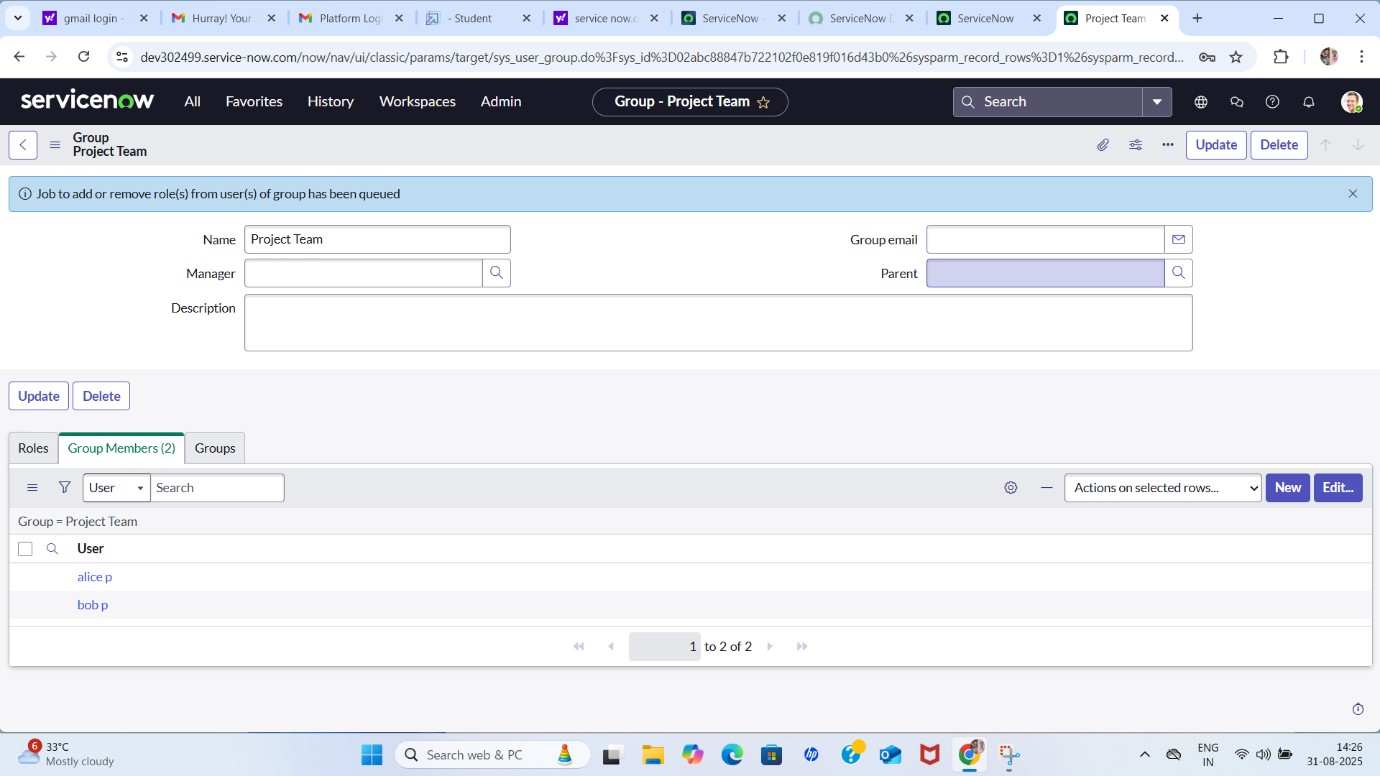 gmail login -
Hurray! Your
Platform Log
- Student
service now.c
ServiceNow
ServiceNow D
ServiceNow
Project Team
dev302499.service-now.com/now/nav/ui/classic/params/target/sys_user_group.do%3Fsys_id%3D02abc88847b722102f0e819f016d43b0%26sysparm_record_rows%3D1%26sysparm_record...
servicenow All Favorites History Workspaces Admin Group - Project Team Search
Group
Project Team
Update Delete
Job to add or remove role(s) from user(s) of group has been queued
Name Project Team Group email
Manager Parent
Description
Update Delete
Roles Group Members (2) Groups
User Search Actions on selected rows... New Edit...
Group = Project Team
User
alice p
bob p
1 to 2 of 2
6 33°C
Mostly cloudy
Search web & PC
ENG
IN
14:26
31-08-2025